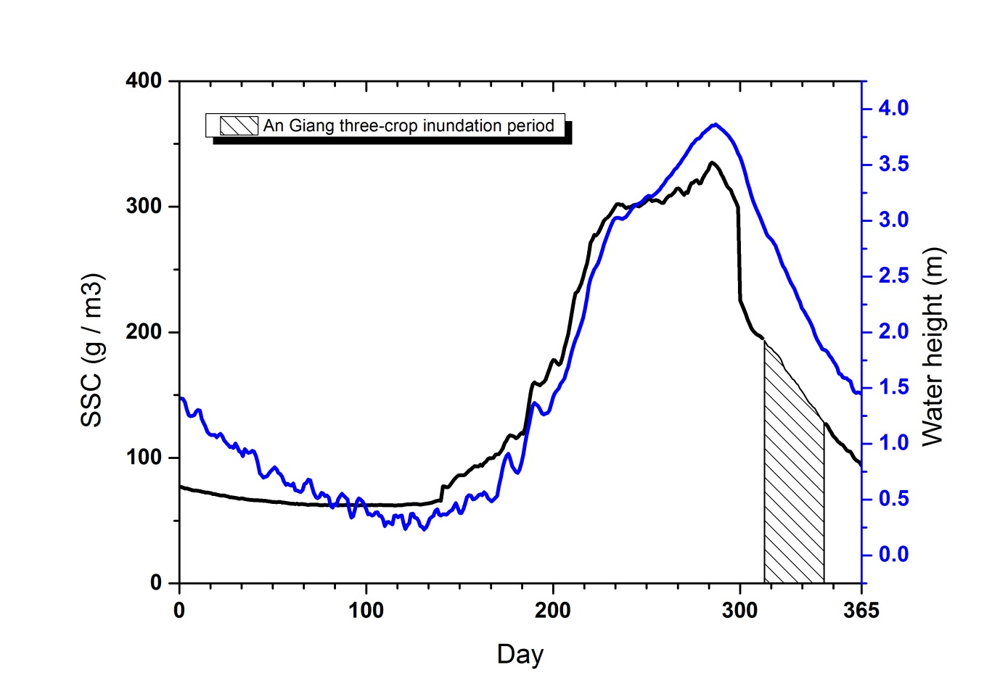 An Giang three-crop inundation period
SSC (g / m3)
400
300
200
100
0
4.0
3.5
3.0
2.5
2.0
1.5
1.0
0.5
0.0
Water height (m)
0 100 200 300 365
Day